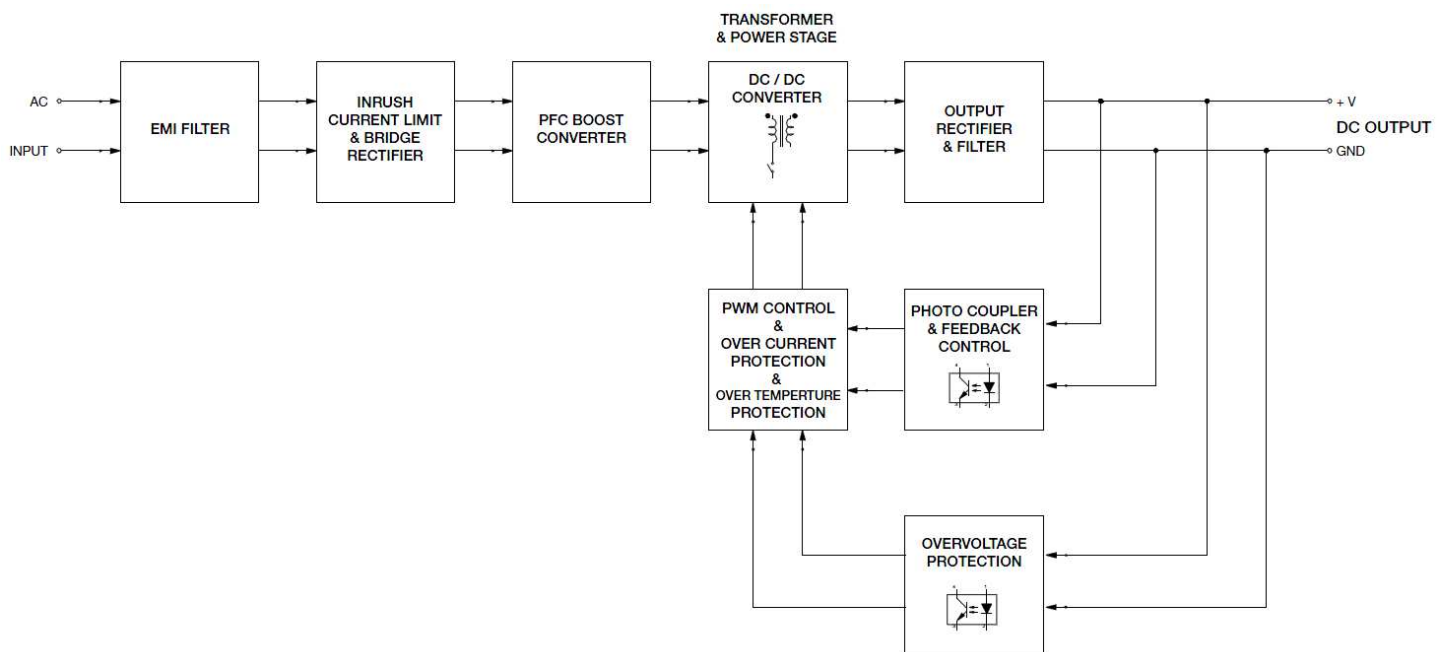 TRANSFORMER
& POWER STAGE
AC
INPUT
EMI FILTER
INRUSH
CURRENT LIMIT
& BRIDGE
RECTIFIER
PFC BOOST
CONVERTER
DC / DC
CONVERTER
OUTPUT
RECTIFIER
& FILTER
+ V
DC OUTPUT
GND
PWM CONTROL
&
OVER CURRENT
PROTECTION
&
OVER TEMPERTURE
PROTECTION
PHOTO COUPLER
& FEEDBACK
CONTROL
OVERVOLTAGE
PROTECTION